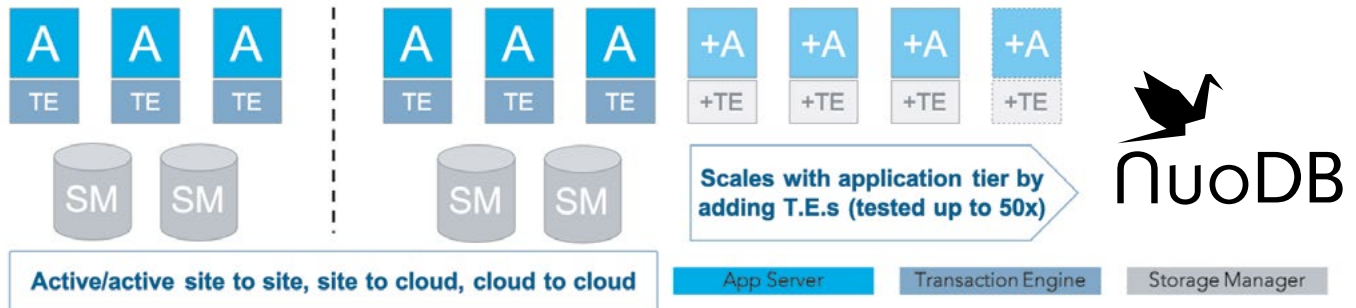 A A A A A A +A +A +A +A
TE TE TE TE TE TE +TE +TE +TE +TE
SM SM SM SM
Scales with application tier by
adding T.E.s (tested up to 50x)
NUODB
Active/active site to site, site to cloud, cloud to cloud
App Server Transaction Engine Storage Manager